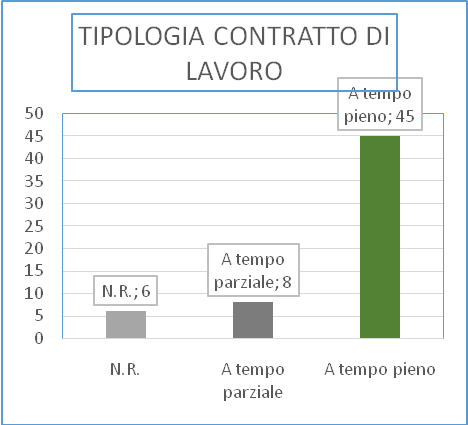 TIPOLOGIA CONTRATTO DI
LAVORO
A tempo
pieno; 45
50
45
40
35
30
25
20
15
10
5
0
A tempo
parziale; 8
N.R.; 6
N.R.
A tempo
parziale
A tempo pieno